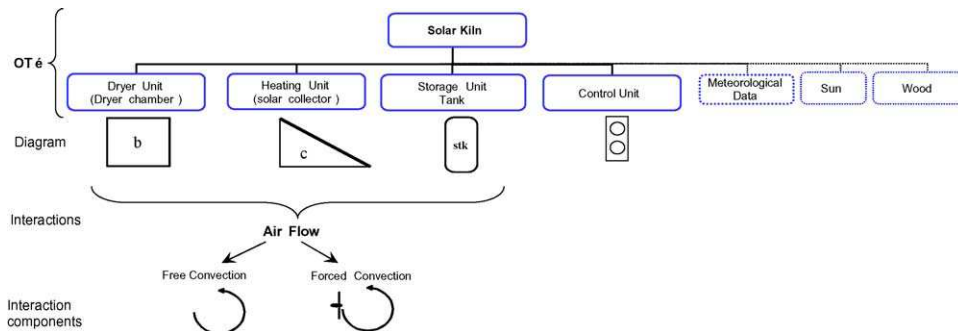 Solar Kiln
OT é
Dryer Unit
(Dryer chamber )
Heating Unit
(solar collector )
Storage Unit
Tank
Control Unit
Meteorological
Data
Sun
Wood
Diagram
b
c
stk
Interactions
Air Flow
Free Convection
Forced Convection
Interaction
components